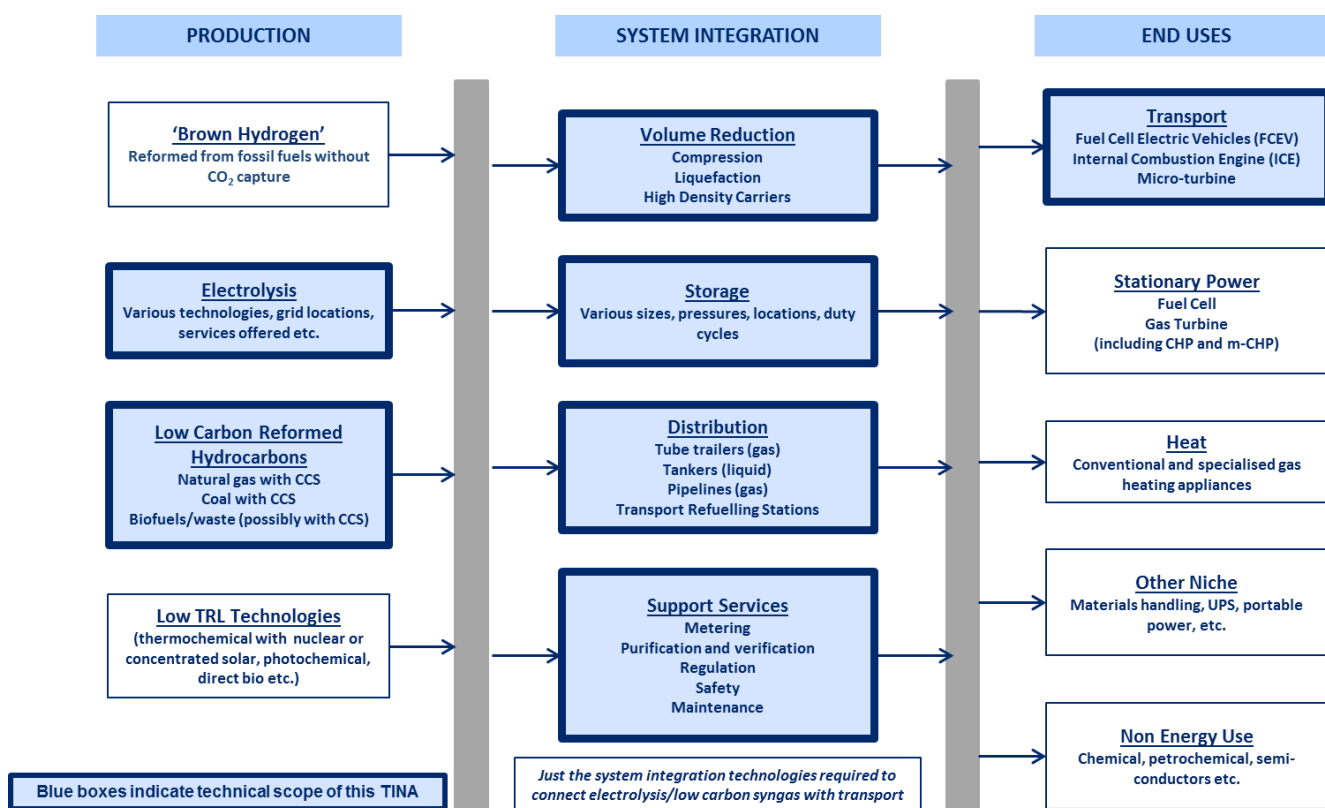 PRODUCTION
SYSTEM INTEGRATION
END USES
‘Brown Hydrogen’
Reformed from fossil fuels without
CO₂ capture
Electrolysis
Various technologies, grid locations,
services offered etc.
Low Carbon Reformed
Hydrocarbons
Natural gas with CCS
Coal with CCS
Biofuels/waste (possibly with CCS)
Low TRL Technologies
(thermochemical with nuclear or
concentrated solar, photochemical,
direct bio etc.)
Blue boxes indicate technical scope of this TINA
Volume Reduction
Compression
Liquefaction
High Density Carriers
Storage
Various sizes, pressures, locations, duty
cycles
Distribution
Tube trailers (gas)
Tankers (liquid)
Pipelines (gas)
Transport Refuelling Stations
Support Services
Metering
Purification and verification
Regulation
Safety
Maintenance
Just the system integration technologies required to
connect electrolysis/low carbon syngas with transport
Transport
Fuel Cell Electric Vehicles (FCEV)
Internal Combustion Engine (ICE)
Micro-turbine
Stationary Power
Fuel Cell
Gas Turbine
(including CHP and m-CHP)
Heat
Conventional and specialised gas
heating appliances
Other Niche
Materials handling, UPS, portable
power, etc.
Non Energy Use
Chemical, petrochemical, semi-
conductors etc.